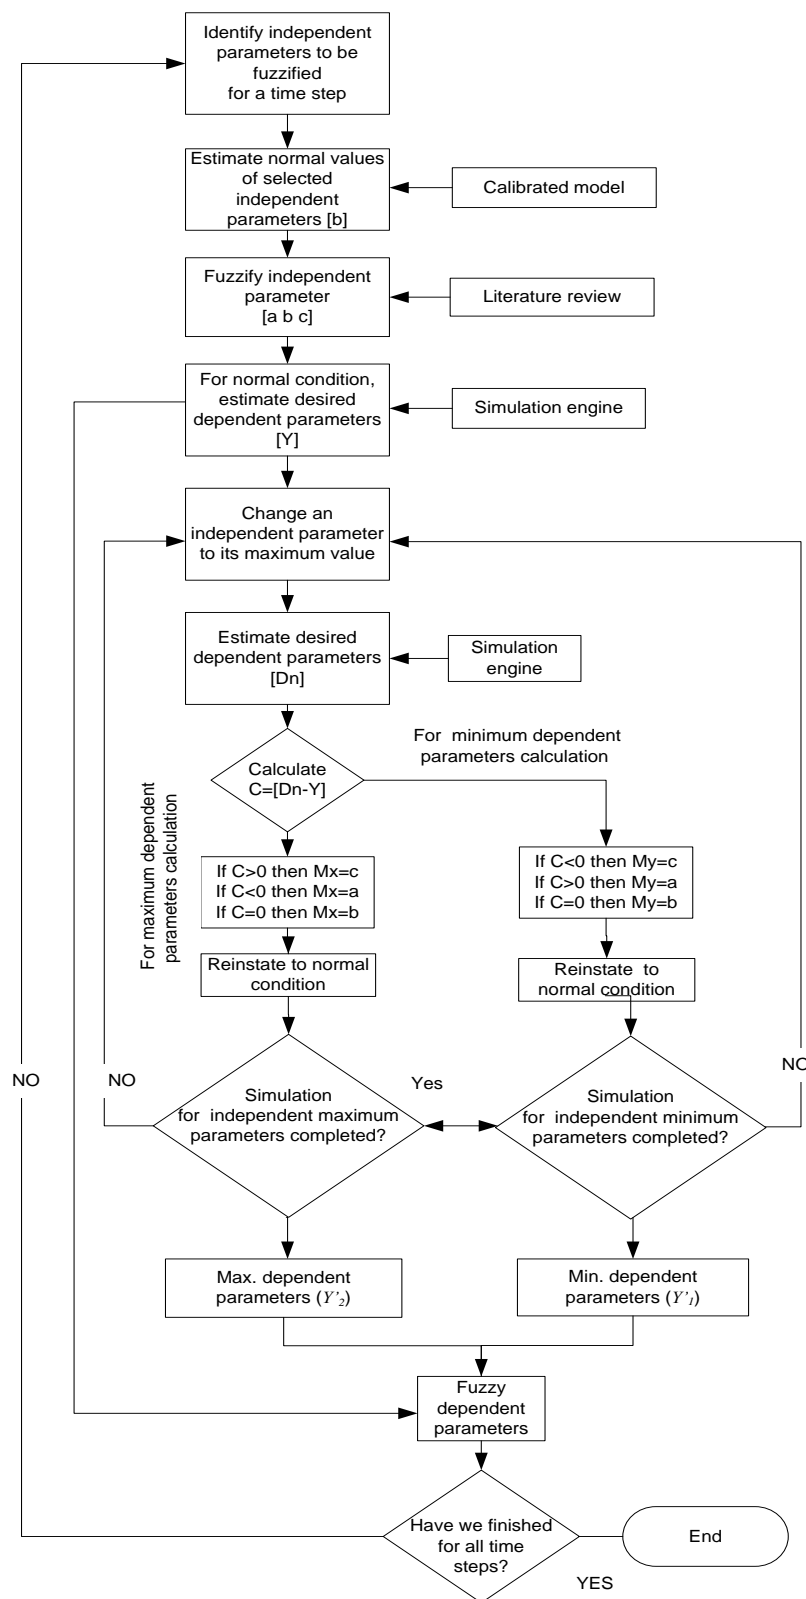 Identify independent
parameters to be
fuzzified
for a time step
Estimate normal values
of selected
independent
parameters [b]
Calibrated model
Fuzzify independent
parameter
[a b c]
Literature review
For normal condition,
estimate desired
dependent parameters
[Y]
Simulation engine
Change an
independent parameter
to its maximum value
Estimate desired
dependent parameters
[Dn]
Simulation
engine
For minimum dependent
parameters calculation
Calculate
C=[Dn-Y]
For maximum dependent
parameters calculation
If C>0 then Mx=c
If C<0 then Mx=a
If C=0 then Mx=b
If C<0 then My=c
If C>0 then My=a
If C=0 then My=b
Reinstate to normal
condition
Reinstate to
normal condition
NO
NO
Yes
NO
Simulation
for independent maximum
parameters completed?
Simulation
for independent minimum
parameters completed?
Max. dependent
parameters (Y'2)
Min. dependent
parameters (Y'1)
Fuzzy
dependent
parameters
Have we finished
for all time
steps?
End
YES